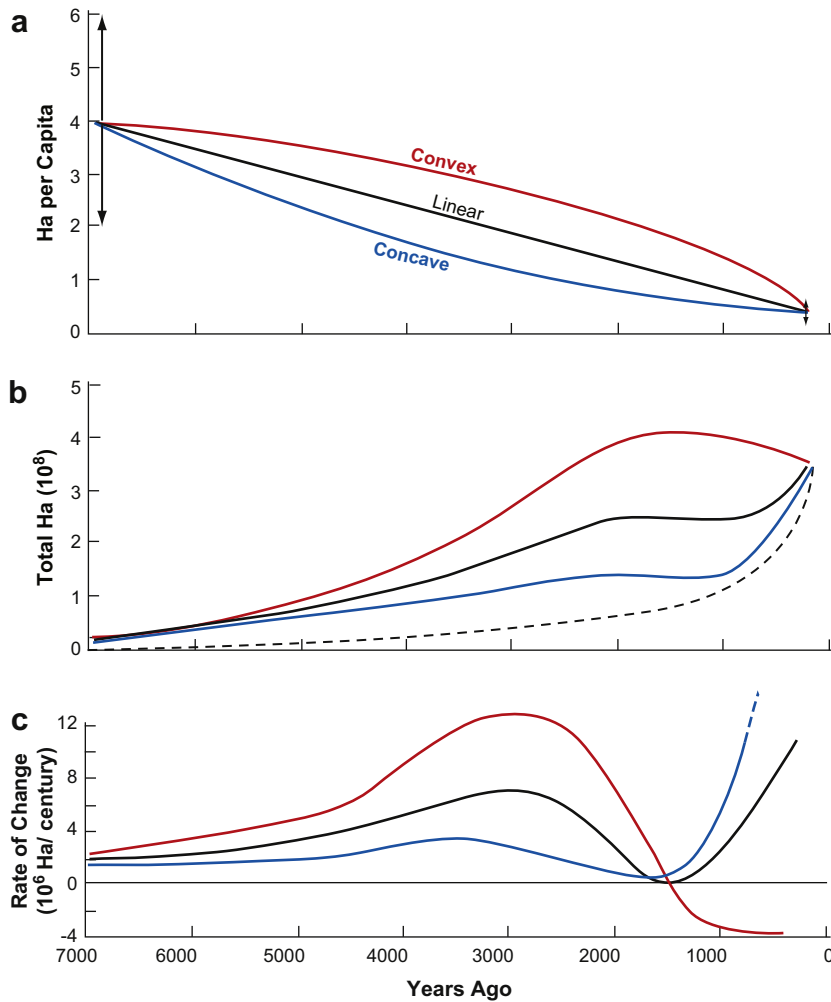 a
6
5
4
3
2
1
0
Ha per Capita
Convex
Linear
Concave
b
5
4
3
2
1
0
Total Ha (10⁸)
c
12
8
4
0
-4
Rate of Change
(10⁶ Ha/ century)
7000 6000 5000 4000 3000 2000 1000 0
Years Ago